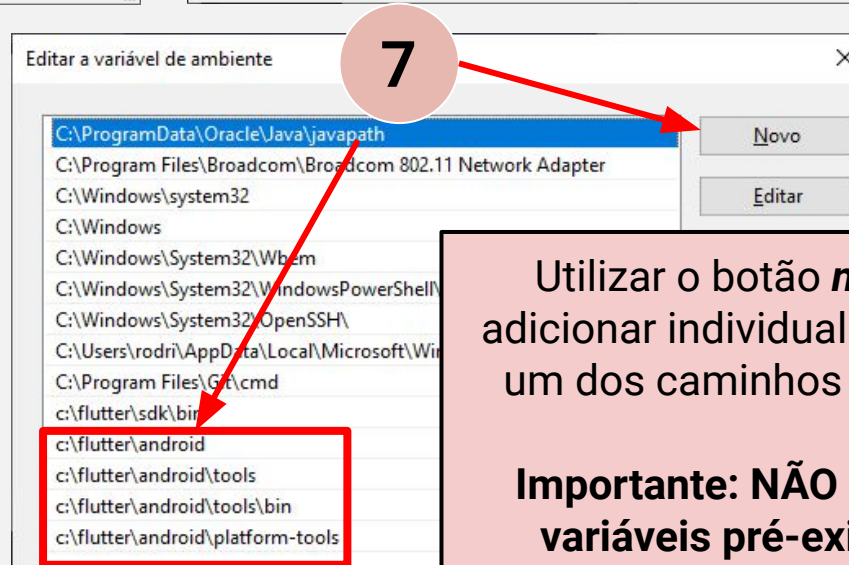 Editar a variável de ambiente
7
C:\ProgramData\Oracle\Java\javapath
Novo
C:\Program Files\Broadcom\Broadcom 802.11 Network Adapter
C:\Windows\system32
Editar
C:\Windows
C:\Windows\System32\Wbem
C:\Windows\System32\WindowsPowerShell\
C:\Windows\System32\OpenSSH\
C:\Users\rodri\AppData\Local\Microsoft\Wi
C:\Program Files\Git\cmd
c:\flutter\sdk\bin
c:\flutter\android
c:\flutter\android\tools
c:\flutter\android\tools\bin
c:\flutter\android\platform-tools
Utilizar o botão
adicionar individual
um dos caminhos
Importante: NÃO
variáveis pré-exi